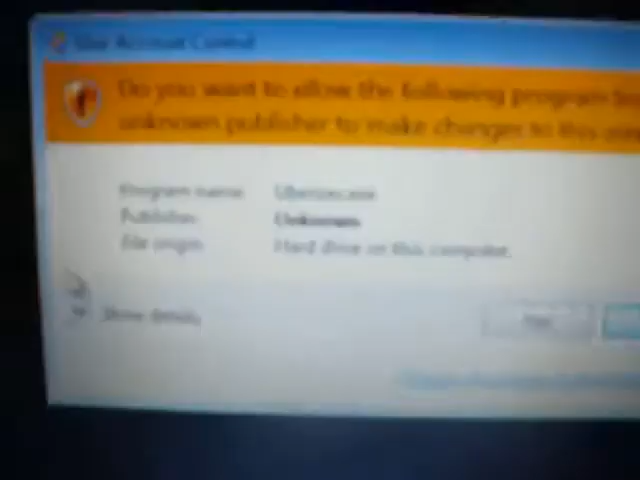 User Account Control
Do you want to allow the following program
unknown publisher to make changes to this
Program name:
Publisher: Unknown
File origin: Hard drive on this computer
Show details
Yes